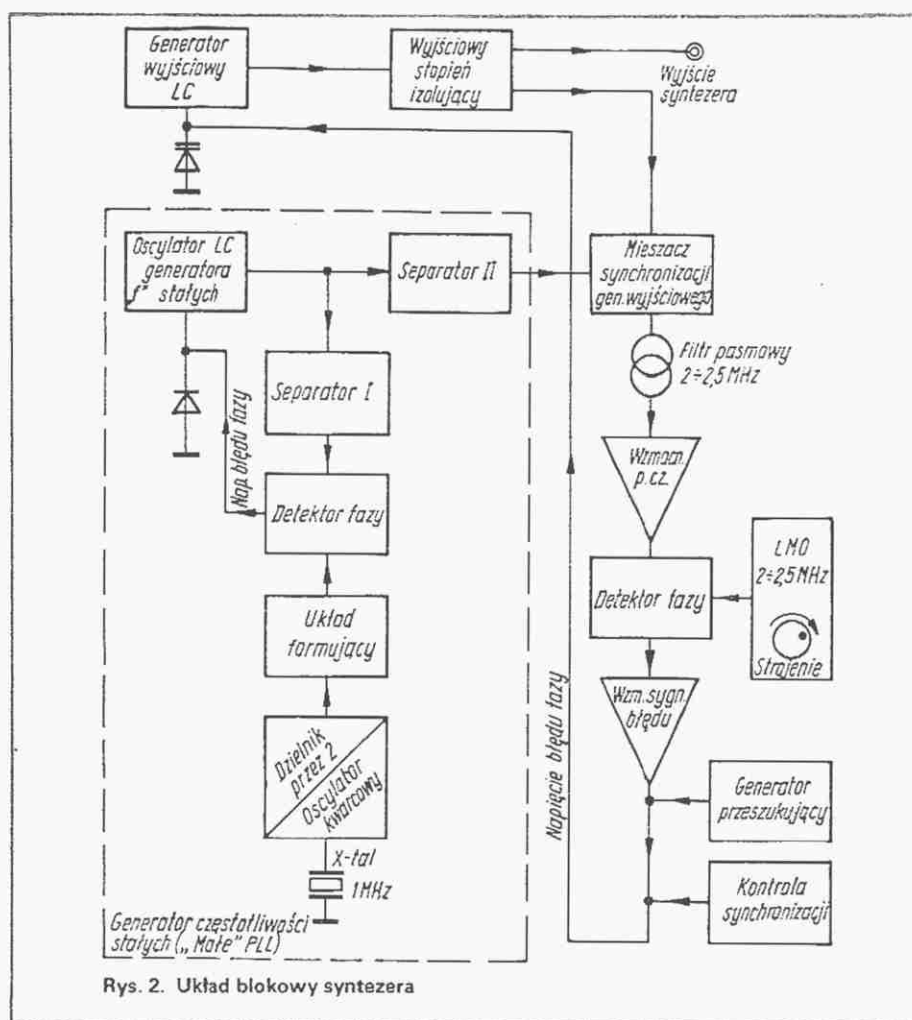 Generator
wyjściowy
LC
Wyjściowy
stopień
izolujący
Wyjście
syntezera
Oscylator LC
generatora
„f” stałych
Separator II
Mieszacz
synchronizacji
gen. wyjściowego
Filtr pasmowy
2÷2,5 MHz
Separator I
Nap. błędu fazy
Wzmacn.
p.cz.
Detektor fazy
LMO
2÷2,5MHz
Strojenie
Detektor fazy
Układ
formujący
Wzm. sygn.
błędu
Napięcie błędu fazy
Dzielnik
przez 2
Oscylator
kwarcowy
Generator
przeszukujący
X-tal
1MHz
Kontrola
synchronizacji
Generator częstotliwości
stałych („Małe” PLL)
Rys. 2. Układ blokowy syntezera